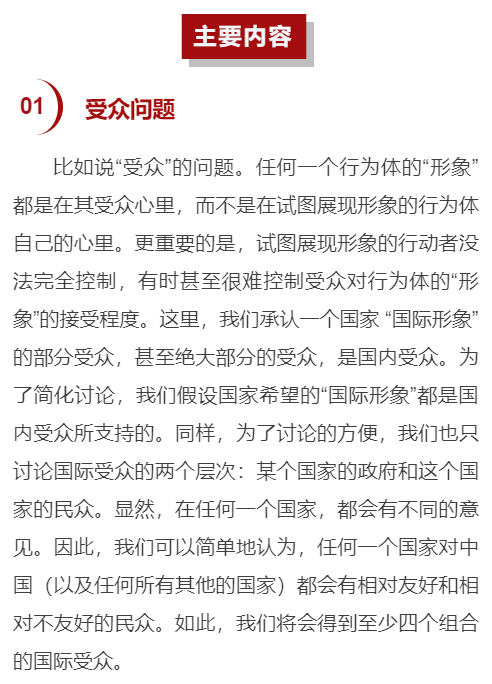 主要内容
01 受众问题
比如说“受众”的问题。任何一个行为体的“形象”
都是在其受众心里，而不是在试图展现形象的行为体
自己的心里。更重要的是，试图展现形象的行动者没
法完全控制，有时甚至很难控制受众对行为体的“形
象”的接受程度。这里，我们承认一个国家 “国际形象”
的部分受众，甚至绝大部分的受众，是国内受众。为
了简化讨论，我们假设国家希望的“国际形象”都是国
内受众所支持的。同样，为了讨论的方便，我们也只
讨论国际受众的两个层次：某个国家的政府和这个国
家的民众。显然，在任何一个国家，都会有不同的意
见。因此，我们可以简单地认为，任何一个国家对中
国（以及任何所有其他的国家）都会有相对友好和相
对不友好的民众。如此，我们将会得到至少四个组合
的国际受众。